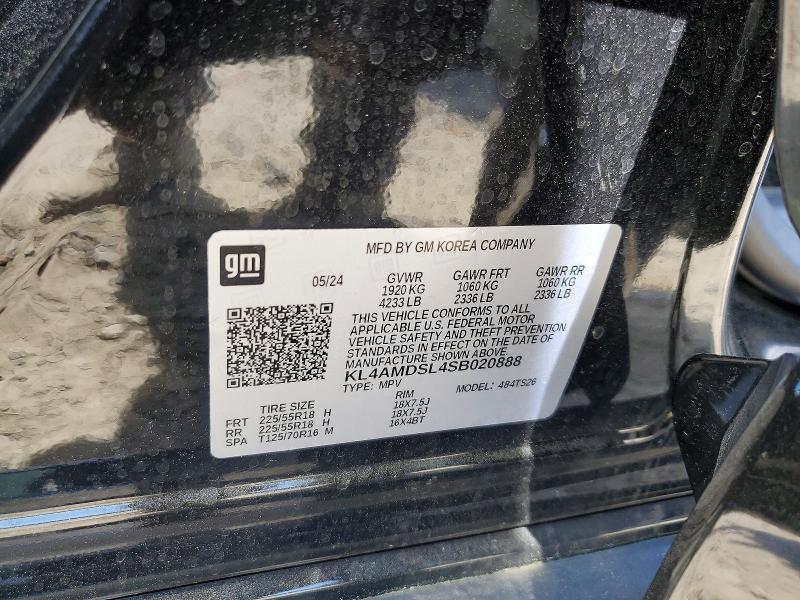 gm
MFD BY GM KOREA COMPANY
05/24 GVWR GAWR FRT GAWR RR
1920 KG 1060 KG 1060 KG
4233 LB 2336 LB 2336 LB
THIS VEHICLE CONFORMS TO ALL
APPLICABLE U.S. FEDERAL MOTOR
VEHICLE SAFETY AND THEFT PREVENTION
STANDARDS IN EFFECT ON THE DATE OF
MANUFACTURE SHOWN ABOVE.
KL4AMDSL4SB020888
TYPE: MPV MODEL: 484TS26
TIRE SIZE RIM
FRT 225/55R18 H 18X7.5J
RR 225/55R18 H 18X7.5J
SPA T125/70R16 M 16X4BT